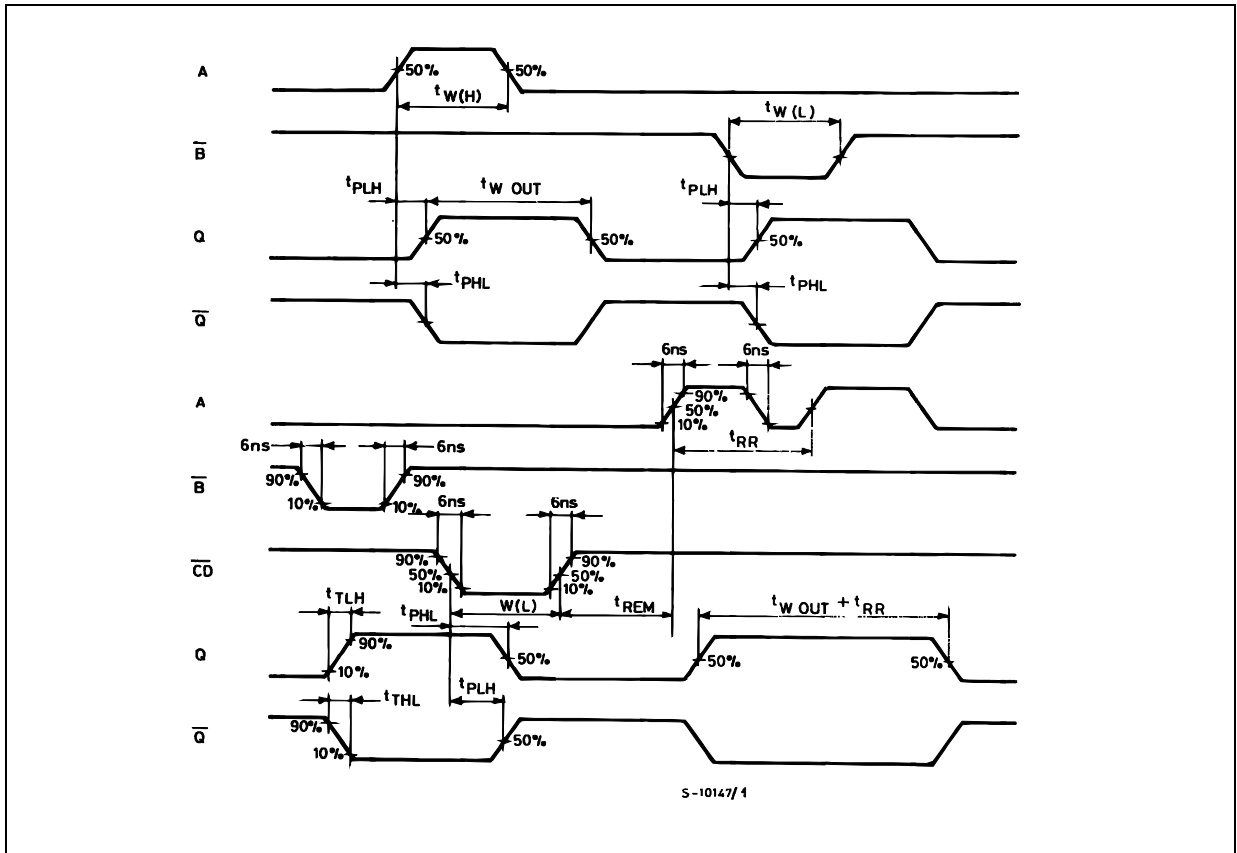 A
50%
50%
tW(H)
B̅
tW(L)
tPLH
tW OUT
tPLH
Q
50%
50%
50%
tPHL
tPHL
Q̅
6ns
6ns
A
90%
50%
10%
tRR
6ns
6ns
B̅
90%
90%
10%
10%
6ns
6ns
C̅D̅
90%
90%
50%
50%
10%
10%
tTLH
tPHL
W(L)
tREM
tW OUT + tRR
Q
90%
50%
50%
50%
10%
tTHL
tPLH
Q̅
90%
10%
50%
S-10147/1